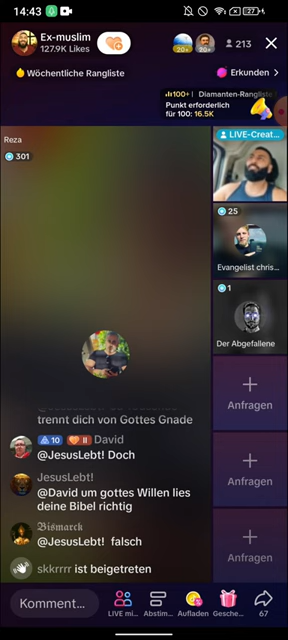 14:43
27
Ex-muslim
127.9K Likes
20+
20+
213
Wöchentliche Rangliste
Erkunden
100+ | Diamanten-Rangliste
Punkt erforderlich
für 100: 16.5K
Reza
301
LIVE-Creat...
25
Evangelist chris...
1
Der Abgefallene
Anfragen
Anfragen
Anfragen
trennt dich von Gottes Gnade
10 II David
@JesusLebt! Doch
JesusLebt!
@David um gottes Willen lies
deine Bibel richtig
Bismarck
@JesusLebt! falsch
skkrrrr ist beigetreten
Komment...
LIVE mi...
Abstim...
Aufladen
Gesche...
67